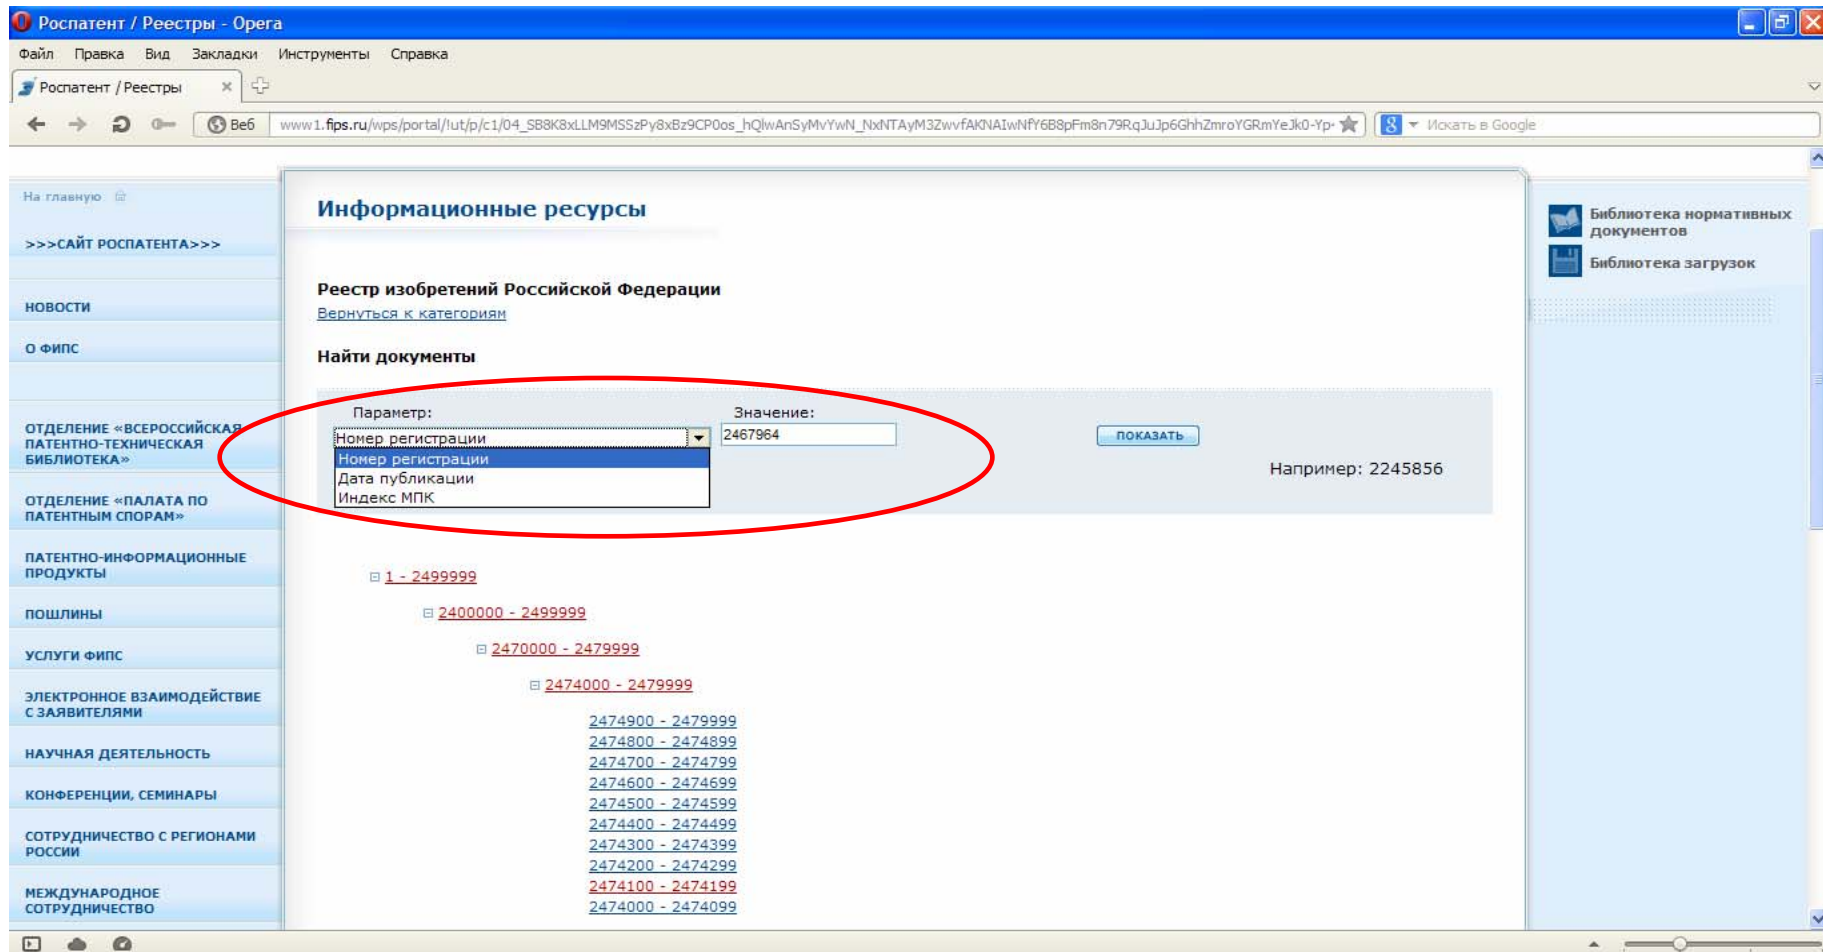 Роспатент / Реестры - Opera
Файл Правка Вид Закладки Инструменты Справка
Роспатент / Реестры
Веб www1.fips.ru/wps/portal/!ut/p/c1/04_SB8K8xLLM9MSSzPy8xBz9CP0os_hQlwAnSyMvYwN_NxNTAyM3ZwvfAKNAIwNfY6B8pFm8n79RqJuJp6GhhZmroYGRmYeJk0-Yp- Искать в Google
На главную
>>>САЙТ РОСПАТЕНТА>>>
НОВОСТИ
О ФИПС
ОТДЕЛЕНИЕ «ВСЕРОССИЙСКАЯ
ПАТЕНТНО-ТЕХНИЧЕСКАЯ
БИБЛИОТЕКА»
ОТДЕЛЕНИЕ «ПАЛАТА ПО
ПАТЕНТНЫМ СПОРАМ»
ПАТЕНТНО-ИНФОРМАЦИОННЫЕ
ПРОДУКТЫ
ПОШЛИНЫ
УСЛУГИ ФИПС
ЭЛЕКТРОННОЕ ВЗАИМОДЕЙСТВИЕ
С ЗАЯВИТЕЛЯМИ
НАУЧНАЯ ДЕЯТЕЛЬНОСТЬ
КОНФЕРЕНЦИИ, СЕМИНАРЫ
СОТРУДНИЧЕСТВО С РЕГИОНАМИ
РОССИИ
МЕЖДУНАРОДНОЕ
СОТРУДНИЧЕСТВО
Информационные ресурсы
Реестр изобретений Российской Федерации
Вернуться к категориям
Найти документы
Параметр: Значение:
Номер регистрации 2467964 ПОКАЗАТЬ
Номер регистрации
Дата публикации
Индекс МПК
Например: 2245856
1 - 2499999
2400000 - 2499999
2470000 - 2479999
2474000 - 2479999
2474900 - 2479999
2474800 - 2474899
2474700 - 2474799
2474600 - 2474699
2474500 - 2474599
2474400 - 2474499
2474300 - 2474399
2474200 - 2474299
2474100 - 2474199
2474000 - 2474099
Библиотека нормативных
документов
Библиотека загрузок